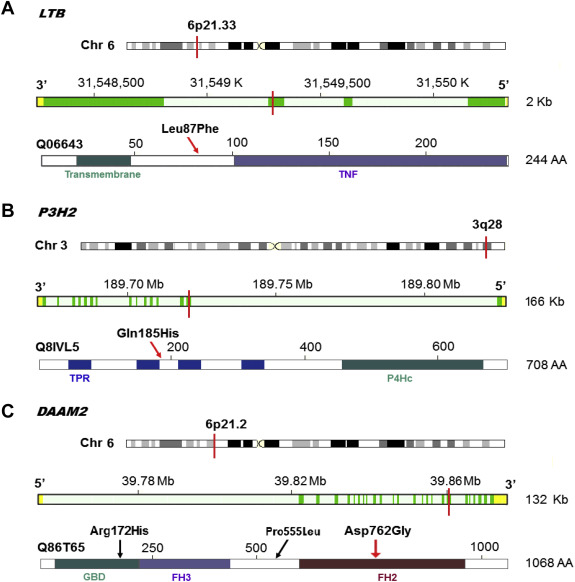 A LTB
6p21.33
Chr 6
31,548,500 31,549 K 31,549,500 31,550 K
3' 5'
2 Kb
Leu87Phe
Q06643 50 100 150 200
244 AA
Transmembrane TNF
B P3H2
3q28
Chr 3
189.70 Mb 189.75 Mb 189.80 Mb
3' 5'
166 Kb
Gln185His
Q8IVL5 200 400 600
708 AA
TPR P4Hc
C DAAM2
6p21.2
Chr 6
5' 39.78 Mb 39.82 Mb 39.86 Mb 3'
132 Kb
Arg172His Pro555Leu Asp762Gly
Q86T65 250 500 1000
1068 AA
GBD FH3 FH2